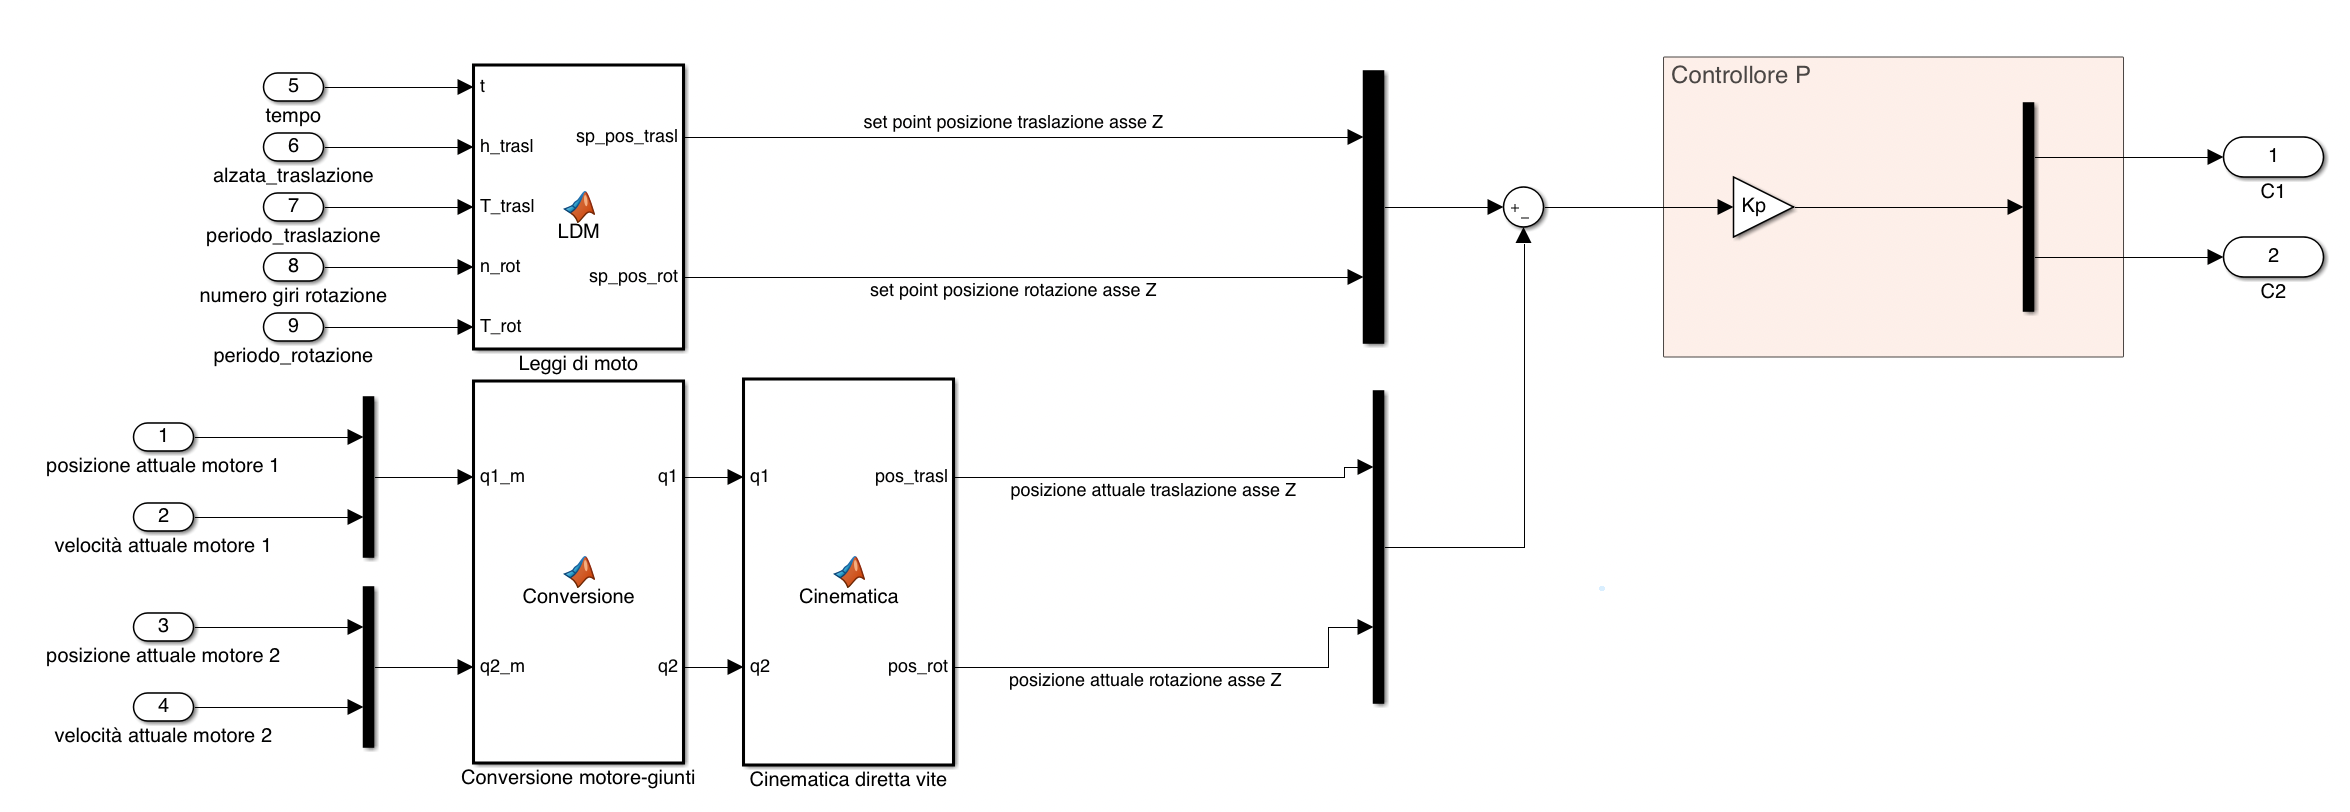 5
tempo
6
alzata_traslazione
7
periodo_traslazione
8
numero giri rotazione
9
periodo_rotazione
t
h_trasl
T_trasl
n_rot
T_rot
LDM
sp_pos_trasl
sp_pos_rot
Leggi di moto
set point posizione traslazione asse Z
set point posizione rotazione asse Z
+
_
Controllore P
Kp
1
C1
2
C2
1
posizione attuale motore 1
2
velocità attuale motore 1
3
posizione attuale motore 2
4
velocità attuale motore 2
q1_m
q2_m
Conversione
q1
q2
Conversione motore-giunti
q1
q2
Cinematica
pos_trasl
pos_rot
Cinematica diretta vite
posizione attuale traslazione asse Z
posizione attuale rotazione asse Z